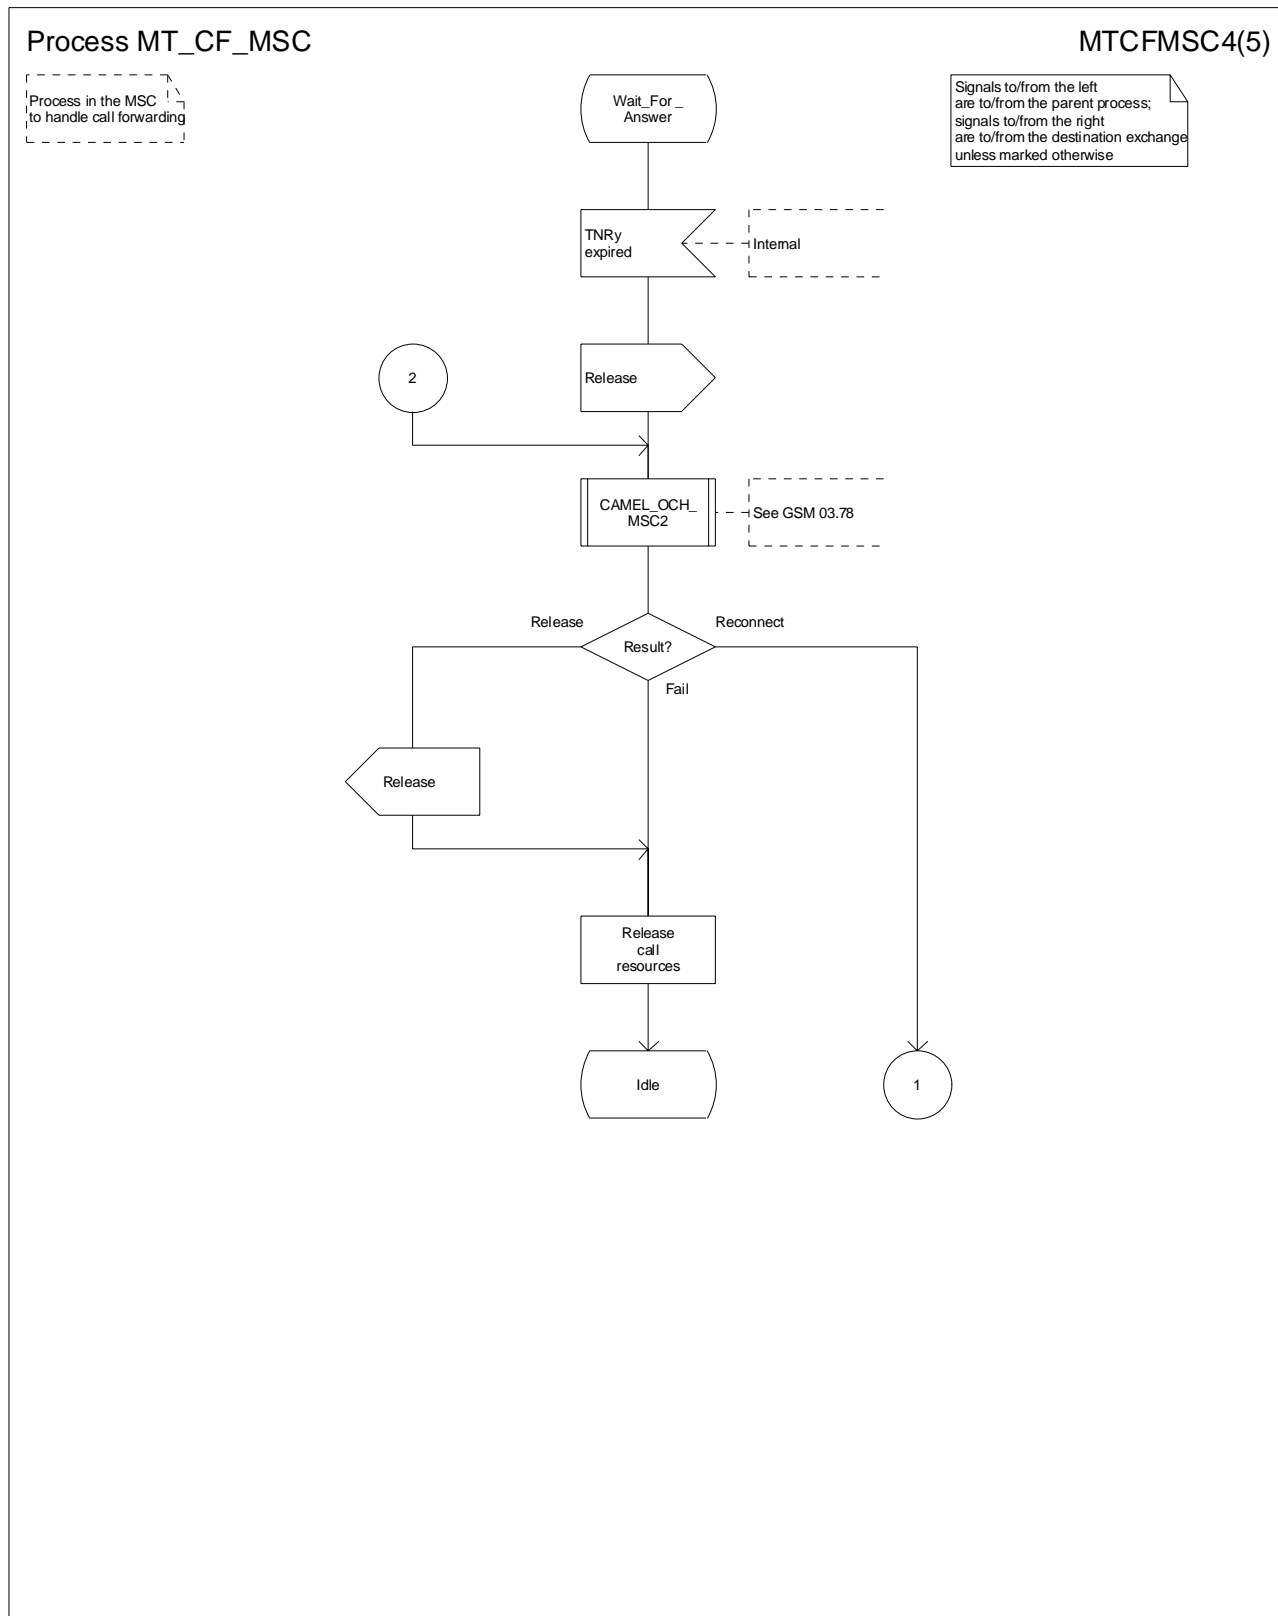 Process MT_CF_MSC
MTCFMSC4(5)
Process in the MSC
to handle call forwarding
Signals to/from the left
are to/from the parent process;
signals to/from the right
are to/from the destination exchange
unless marked otherwise
Wait_For_
Answer
TNRy
expired
Internal
2
Release
CAMEL_OCH_
MSC2
See GSM 03.78
Release
Reconnect
Result?
Fail
Release
Release
call
resources
Idle
1